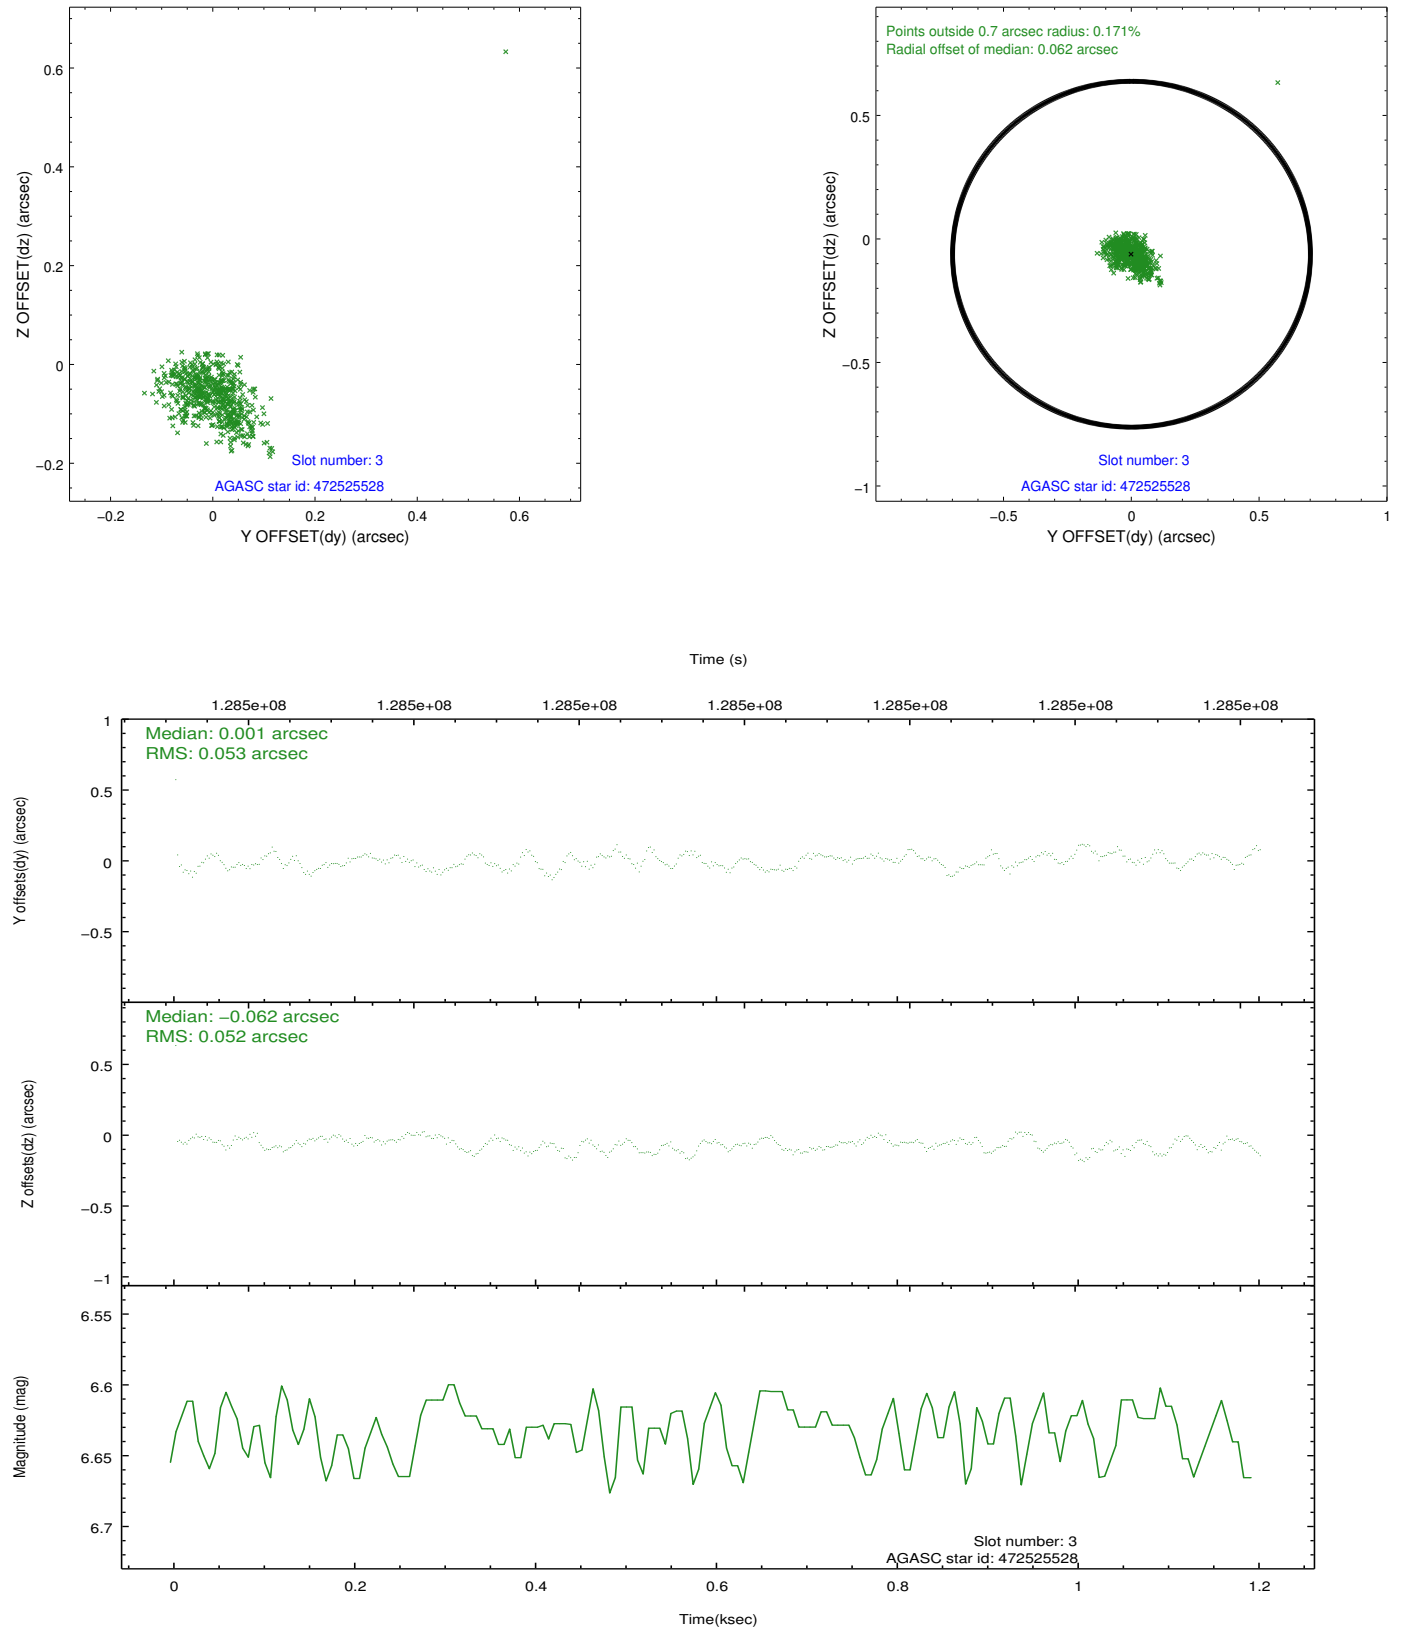 0.6
0.4
0.2
0
−0.2
Z OFFSET(dz) (arcsec)
Slot number: 3
AGASC star id: 472525528
−0.2 0 0.2 0.4 0.6
Y OFFSET(dy) (arcsec)
Points outside 0.7 arcsec radius: 0.171%
Radial offset of median: 0.062 arcsec
0.5
0
−0.5
−1
Z OFFSET(dz) (arcsec)
Slot number: 3
AGASC star id: 472525528
−0.5 0 0.5 1
Y OFFSET(dy) (arcsec)
Time (s)
1.285e+08 1.285e+08 1.285e+08 1.285e+08 1.285e+08 1.285e+08 1.285e+08
Median: 0.001 arcsec
RMS: 0.053 arcsec
1
0.5
0
−0.5
Y offsets(dy) (arcsec)
Median: −0.062 arcsec
RMS: 0.052 arcsec
0.5
0
−0.5
−1
Z offsets(dz) (arcsec)
6.55
6.6
6.65
6.7
Magnitude (mag)
Slot number: 3
AGASC star id: 472525528
0 0.2 0.4 0.6 0.8 1 1.2
Time(ksec)